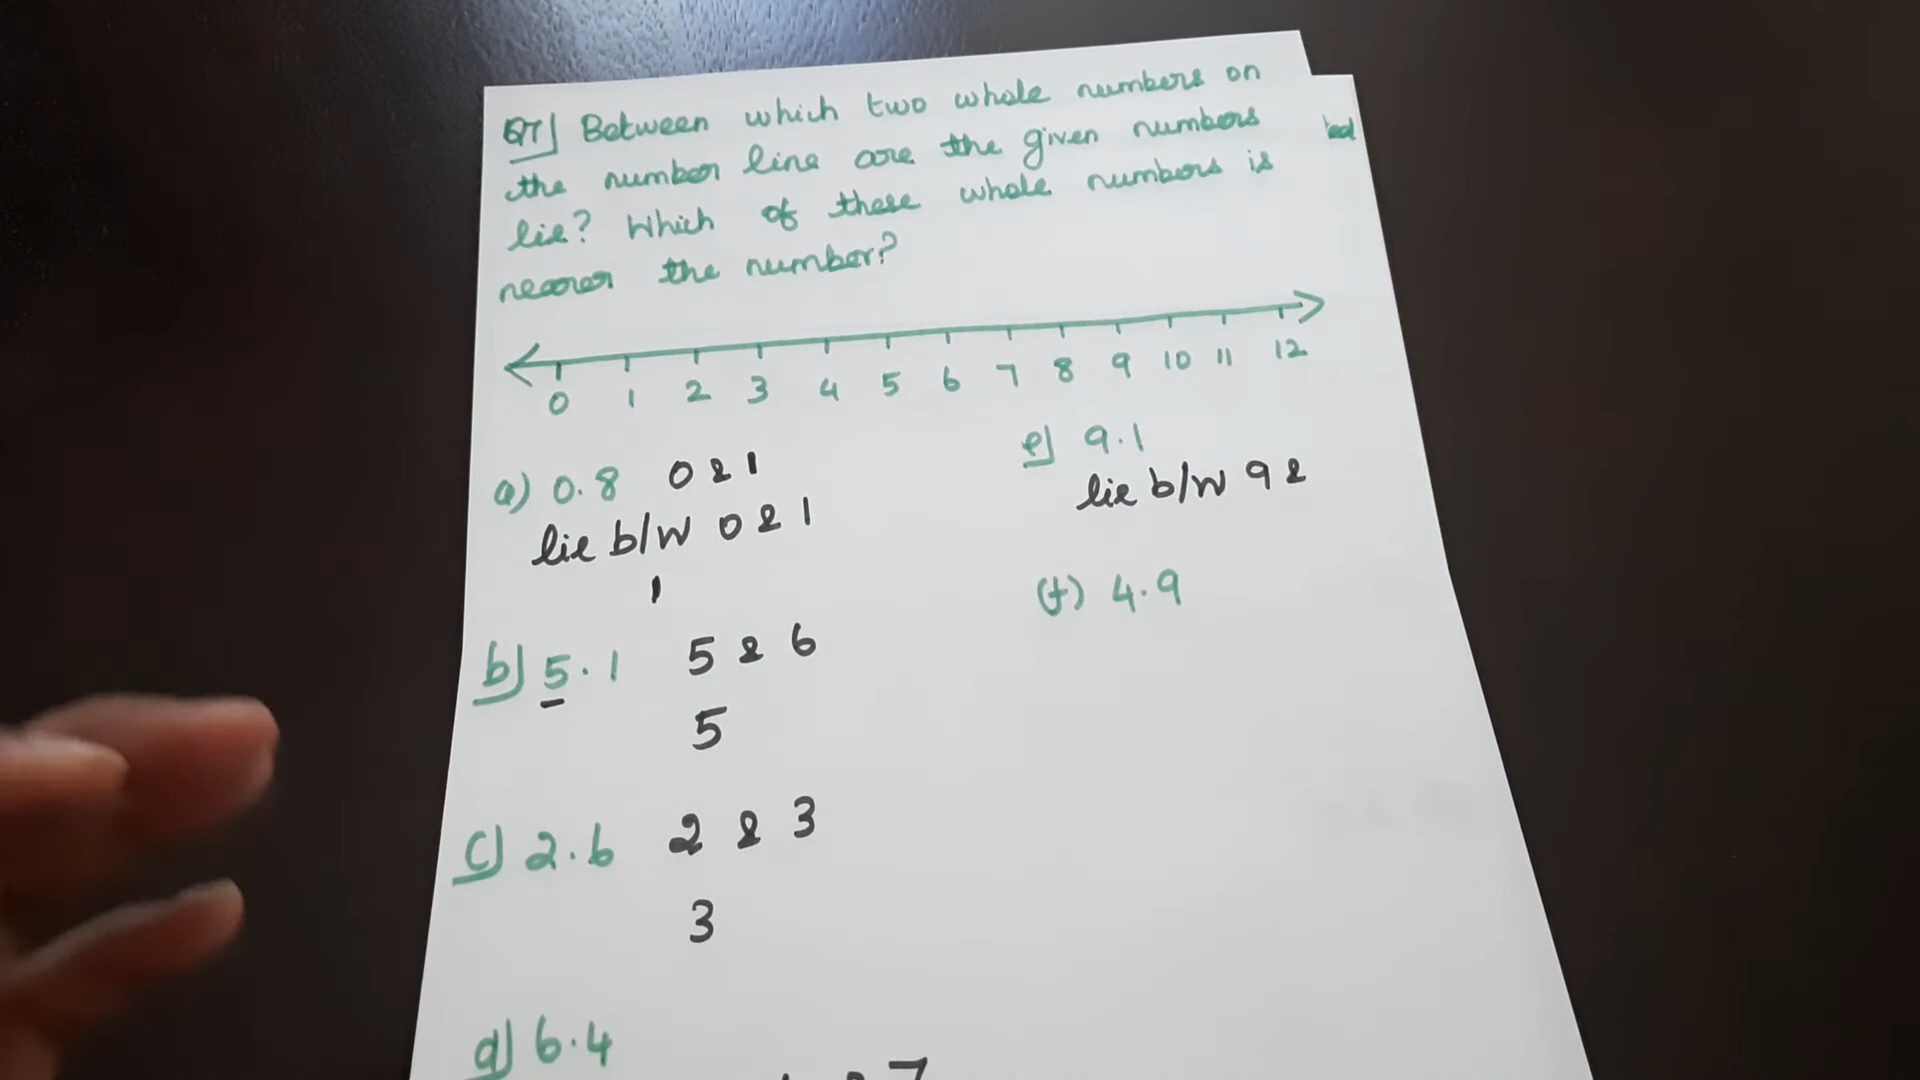 Q7] Between which two whole numbers on
the number line are the given numbers
lie? Which of these whole numbers is
nearer the number?
0 1 2 3 4 5 6 7 8 9 10 11 12
a) 0.8 0 & 1
lie b/w 0 & 1
1
b] 5.1 5 & 6
5
c] 2.6 2 & 3
3
d] 6.4
7
e] 9.1
lie b/w 9 &
(f) 4.9